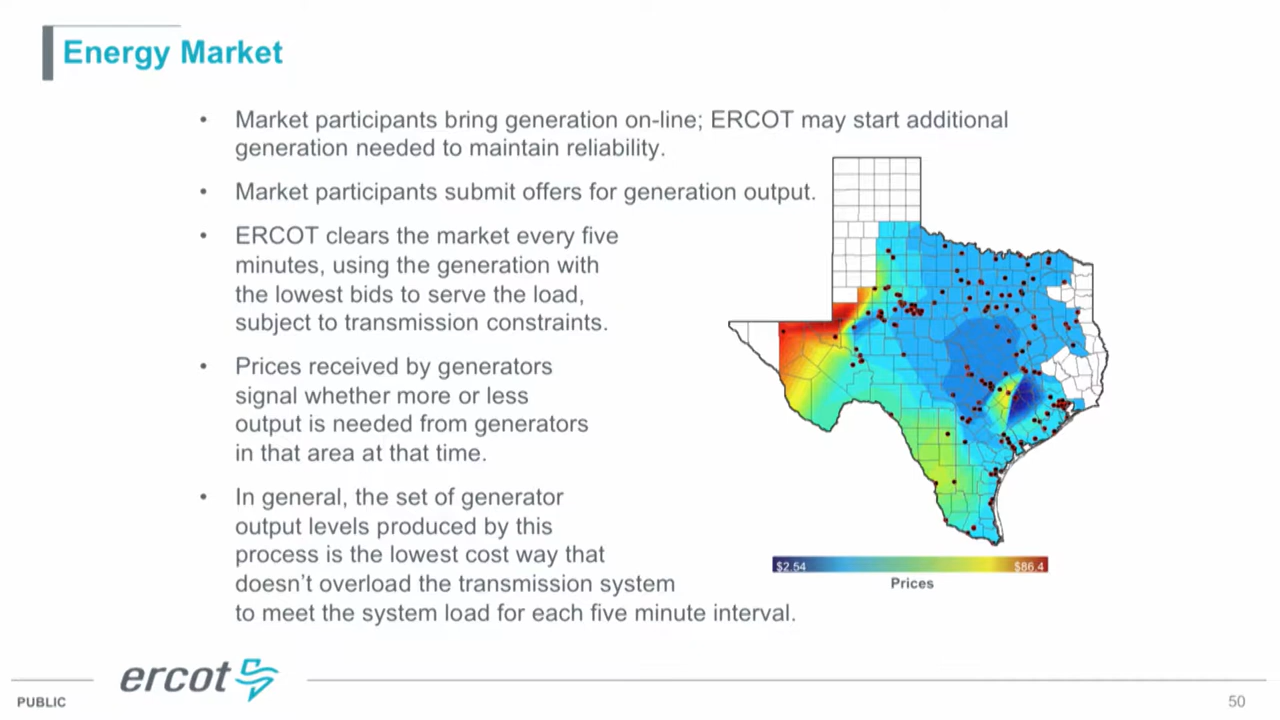 Energy Market
• Market participants bring generation on-line; ERCOT may start additional
generation needed to maintain reliability.
• Market participants submit offers for generation output.
• ERCOT clears the market every five
minutes, using the generation with
the lowest bids to serve the load,
subject to transmission constraints.
• Prices received by generators
signal whether more or less
output is needed from generators
in that area at that time.
• In general, the set of generator
output levels produced by this
process is the lowest cost way that
doesn't overload the transmission system
to meet the system load for each five minute interval.
$2.54 $86.4
Prices
ercot
PUBLIC
50